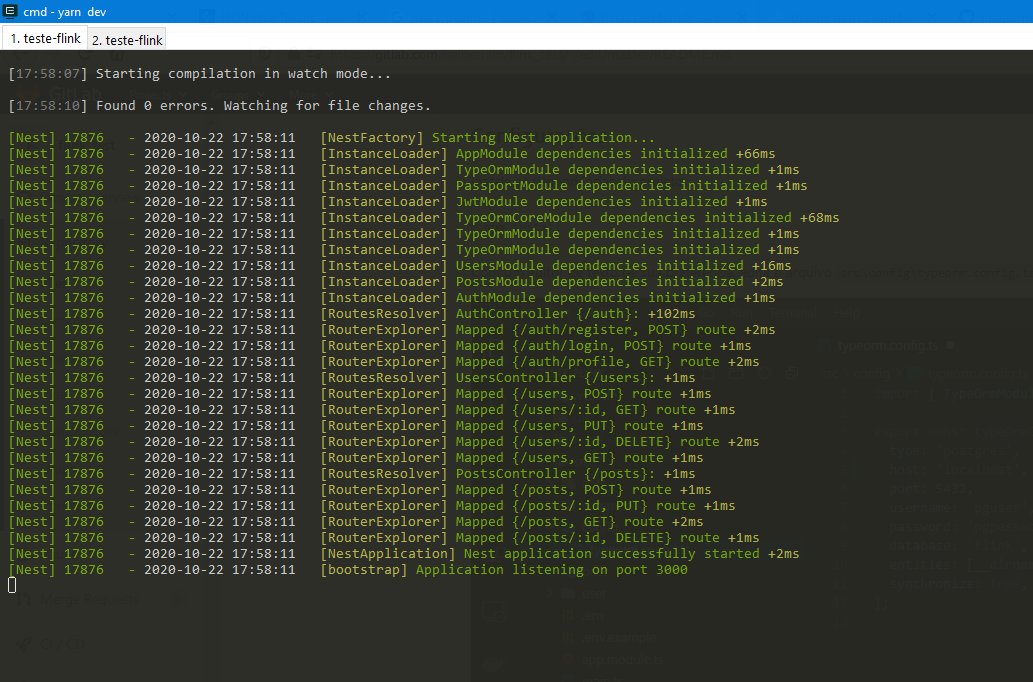 cmd - yarn  dev
1. teste-flink
2. teste-flink
[17:58:07] Starting compilation in watch mode...
[17:58:10] Found 0 errors. Watching for file changes.
[Nest] 17876   - 2020-10-22 17:58:11   [NestFactory] Starting Nest application...
[Nest] 17876   - 2020-10-22 17:58:11   [InstanceLoader] AppModule dependencies initialized +66ms
[Nest] 17876   - 2020-10-22 17:58:11   [InstanceLoader] TypeOrmModule dependencies initialized +1ms
[Nest] 17876   - 2020-10-22 17:58:11   [InstanceLoader] PassportModule dependencies initialized +1ms
[Nest] 17876   - 2020-10-22 17:58:11   [InstanceLoader] JwtModule dependencies initialized +1ms
[Nest] 17876   - 2020-10-22 17:58:11   [InstanceLoader] TypeOrmCoreModule dependencies initialized +68ms
[Nest] 17876   - 2020-10-22 17:58:11   [InstanceLoader] TypeOrmModule dependencies initialized +1ms
[Nest] 17876   - 2020-10-22 17:58:11   [InstanceLoader] TypeOrmModule dependencies initialized +1ms
[Nest] 17876   - 2020-10-22 17:58:11   [InstanceLoader] UsersModule dependencies initialized +16ms
[Nest] 17876   - 2020-10-22 17:58:11   [InstanceLoader] PostsModule dependencies initialized +2ms
[Nest] 17876   - 2020-10-22 17:58:11   [InstanceLoader] AuthModule dependencies initialized +1ms
[Nest] 17876   - 2020-10-22 17:58:11   [RoutesResolver] AuthController {/auth}: +102ms
[Nest] 17876   - 2020-10-22 17:58:11   [RouterExplorer] Mapped {/auth/register, POST} route +2ms
[Nest] 17876   - 2020-10-22 17:58:11   [RouterExplorer] Mapped {/auth/login, POST} route +1ms
[Nest] 17876   - 2020-10-22 17:58:11   [RouterExplorer] Mapped {/auth/profile, GET} route +2ms
[Nest] 17876   - 2020-10-22 17:58:11   [RoutesResolver] UsersController {/users}: +1ms
[Nest] 17876   - 2020-10-22 17:58:11   [RouterExplorer] Mapped {/users, POST} route +1ms
[Nest] 17876   - 2020-10-22 17:58:11   [RouterExplorer] Mapped {/users/:id, GET} route +1ms
[Nest] 17876   - 2020-10-22 17:58:11   [RouterExplorer] Mapped {/users, PUT} route +1ms
[Nest] 17876   - 2020-10-22 17:58:11   [RouterExplorer] Mapped {/users/:id, DELETE} route +2ms
[Nest] 17876   - 2020-10-22 17:58:11   [RouterExplorer] Mapped {/users, GET} route +1ms
[Nest] 17876   - 2020-10-22 17:58:11   [RoutesResolver] PostsController {/posts}: +1ms
[Nest] 17876   - 2020-10-22 17:58:11   [RouterExplorer] Mapped {/posts, POST} route +1ms
[Nest] 17876   - 2020-10-22 17:58:11   [RouterExplorer] Mapped {/posts/:id, PUT} route +1ms
[Nest] 17876   - 2020-10-22 17:58:11   [RouterExplorer] Mapped {/posts, GET} route +2ms
[Nest] 17876   - 2020-10-22 17:58:11   [RouterExplorer] Mapped {/posts/:id, DELETE} route +1ms
[Nest] 17876   - 2020-10-22 17:58:11   [NestApplication] Nest application successfully started +2ms
[Nest] 17876   - 2020-10-22 17:58:11   [bootstrap] Application listening on port 3000